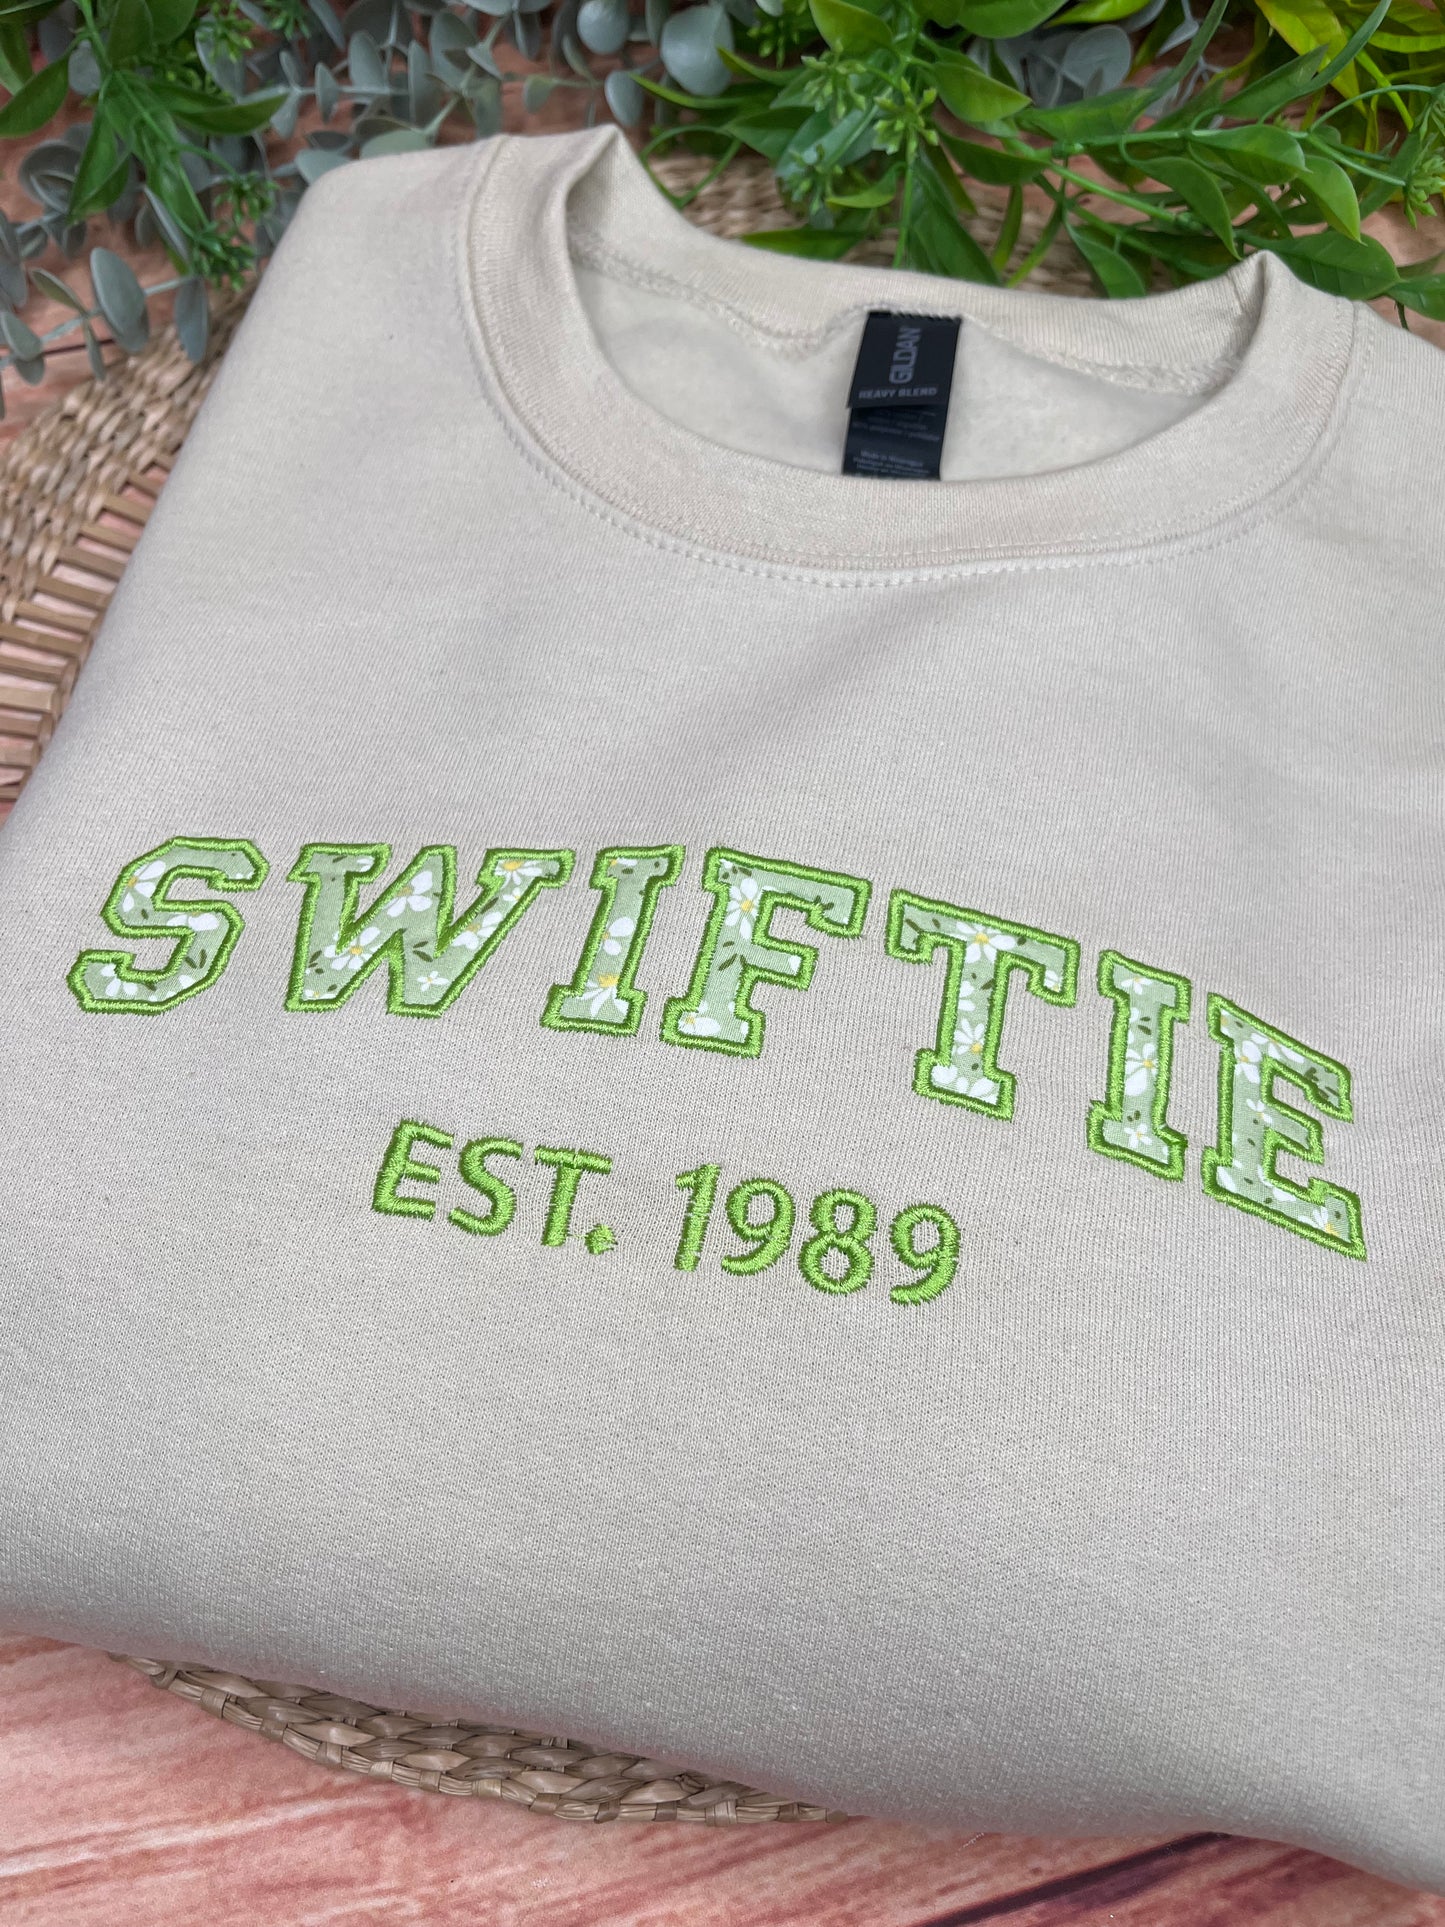 GILDAN®
HEAVY BLEND
SWIFTIE
EST. 1989